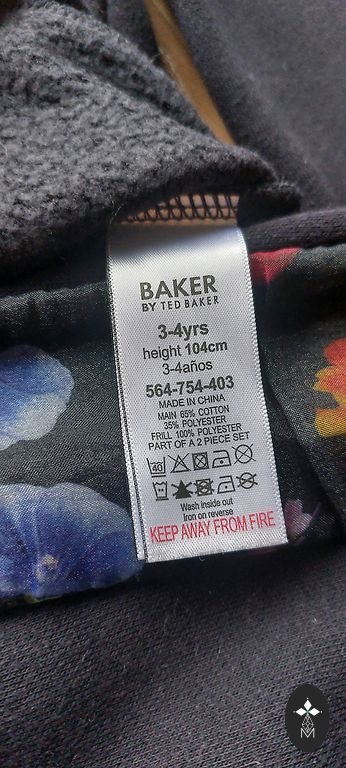 BAKER
BY TED BAKER
3-4yrs
height 104cm
3-4años
564-754-403
MADE IN CHINA
MAIN 65% COTTON
35% POLYESTER
FRILL 100% POLYESTER
PART OF A 2 PIECE SET
40
Wash inside out
Iron on reverse
KEEP AWAY FROM FIRE
M